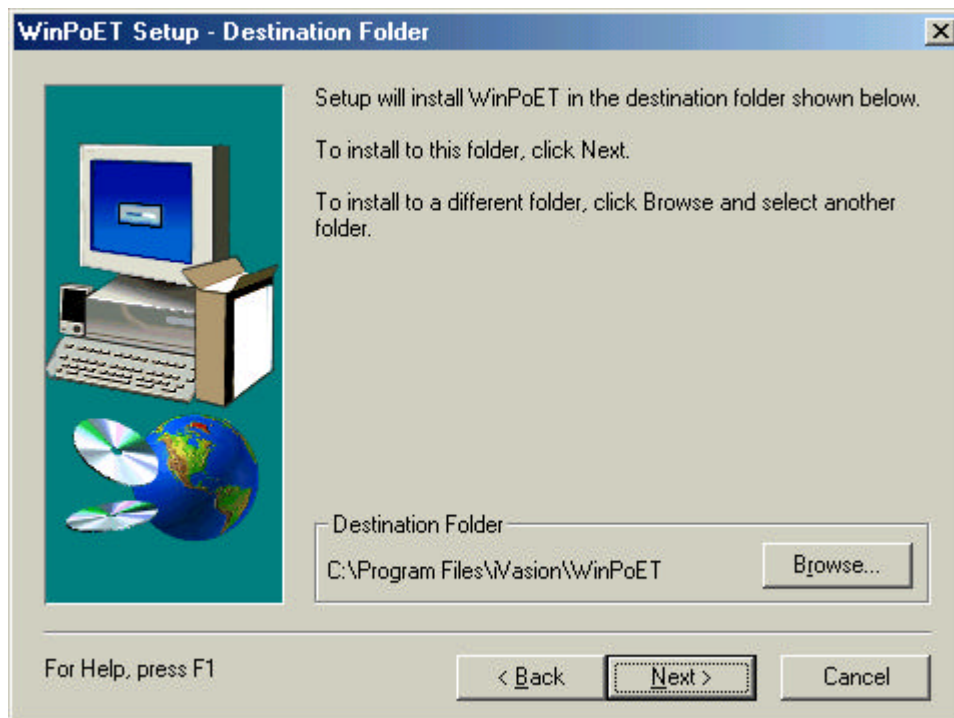 WinPoET Setup - Destination Folder
Setup will install WinPoET in the destination folder shown below.
To install to this folder, click Next.
To install to a different folder, click Browse and select another
folder.
Destination Folder
C:\Program Files\iVasion\WinPoET
Browse...
For Help, press F1
< Back
Next >
Cancel